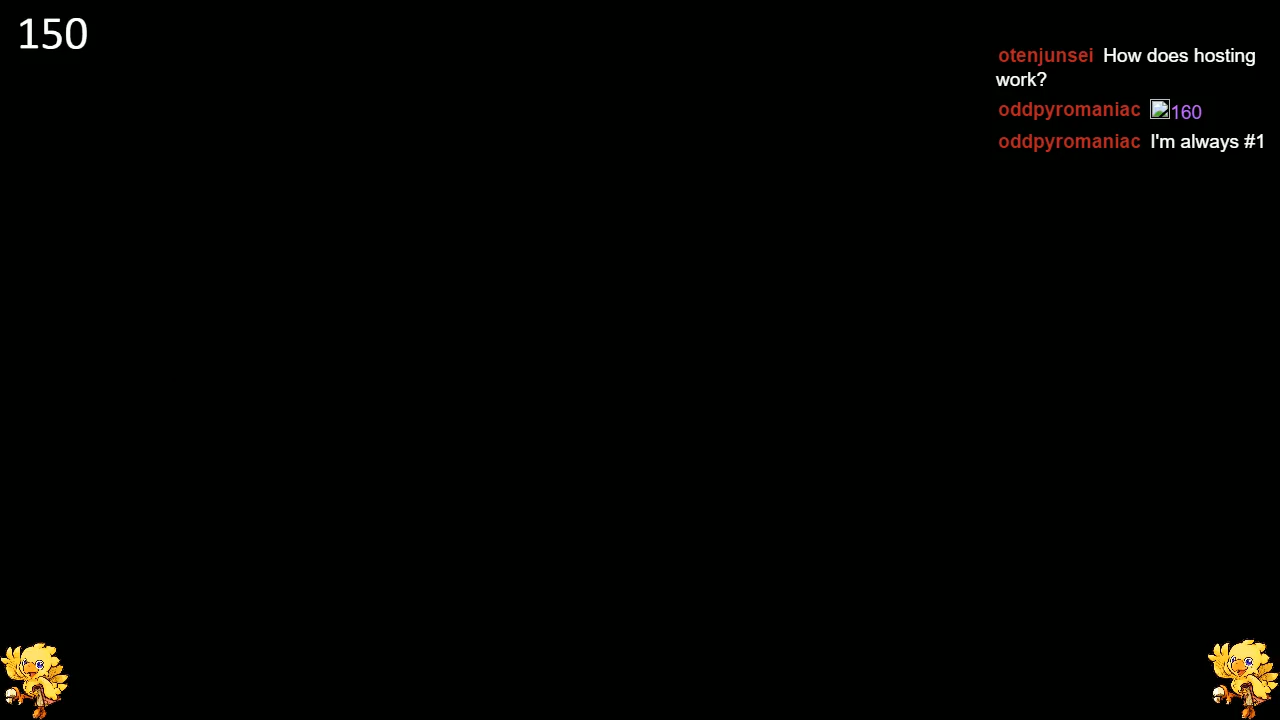 150
otenjunsei How does hosting
work?
oddpyromaniac 160
oddpyromaniac I'm always #1